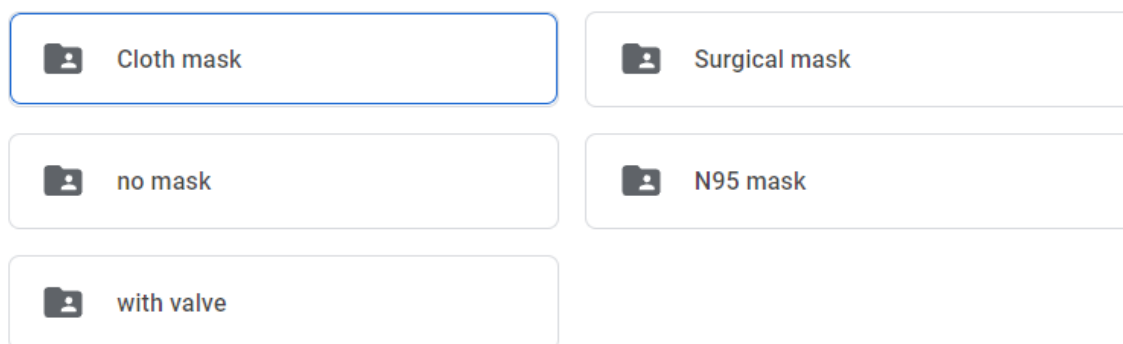 Cloth mask
Surgical mask
no mask
N95 mask
with valve